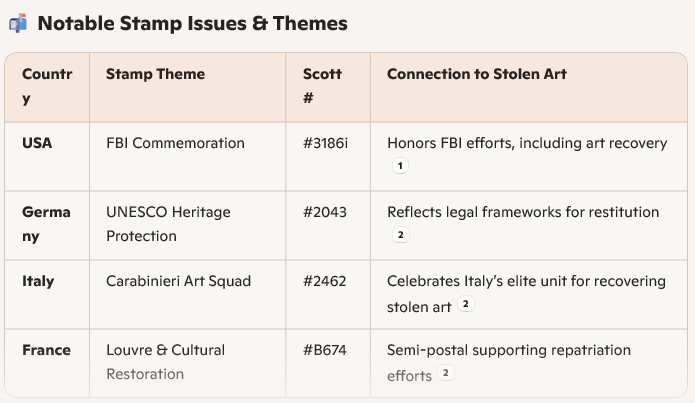 Notable Stamp Issues & Themes
Countr
y
Stamp Theme
Scott
#
Connection to Stolen Art
USA
FBI Commemoration
#3186i
Honors FBI efforts, including art recovery
1
Germa
ny
UNESCO Heritage
Protection
#2043
Reflects legal frameworks for restitution
2
Italy
Carabinieri Art Squad
#2462
Celebrates Italy's elite unit for recovering
stolen art 2
France
Louvre & Cultural
Restoration
#B674
Semi-postal supporting repatriation
efforts 2